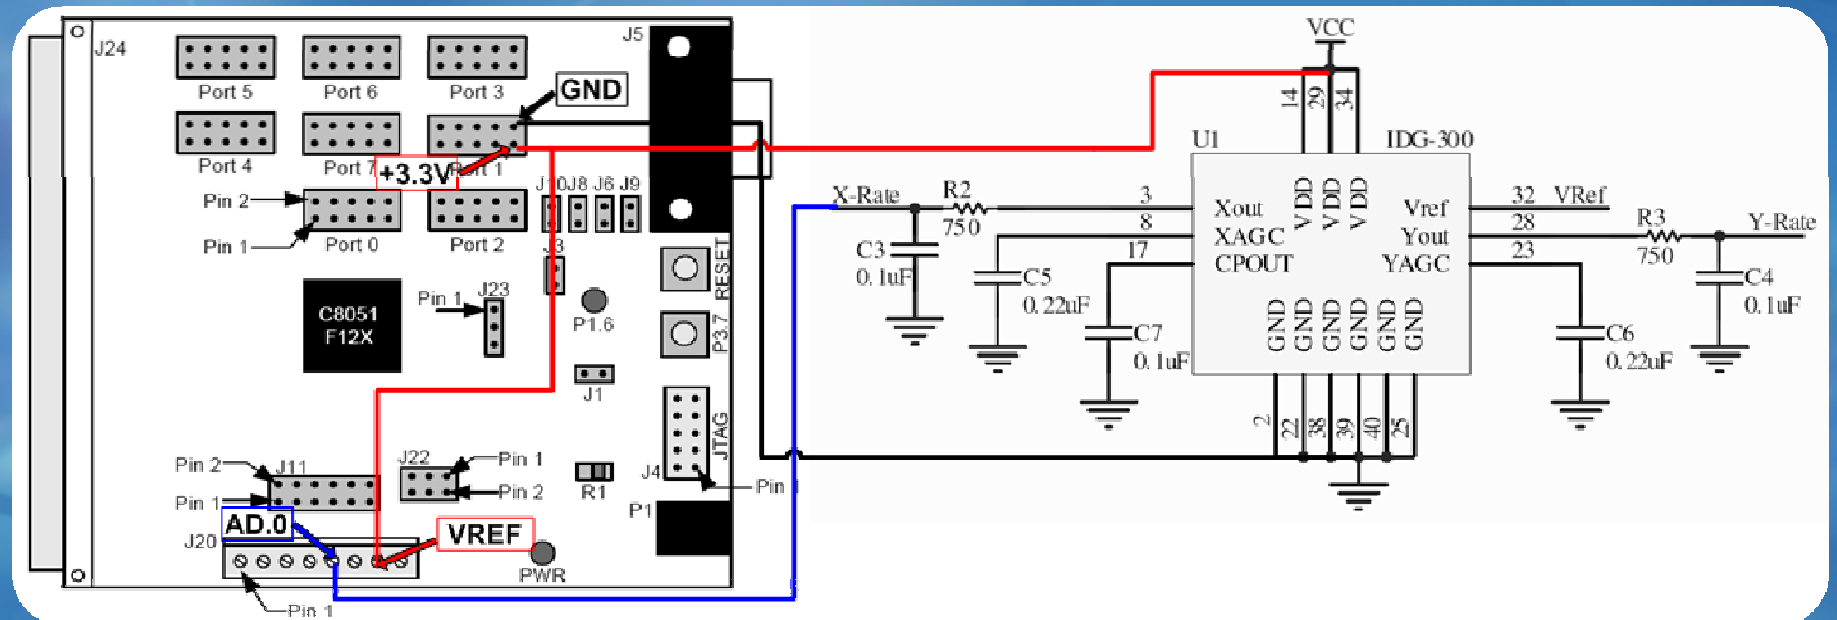 J24
J5
Port 5
Port 6
Port 3
GND
Port 4
Port 7
+3.3V
Pin 2
Pin 1
Port 0
Port 2
J8
J6
J9
J3
RESET
C8051
F12X
Pin 1
J23
P1.6
P3.7
J1
JTAG
Pin 2
J11
Pin 1
J22
Pin 1
Pin 2
R1
J4
Pin 1
P1
AD.0
VREF
J20
PWR
Pin 1
VCC
14
29
34
U1
IDG-300
X-Rate
R2
750
3
8
17
Xout
XAGC
CPOUT
VDD
VDD
VDD
Vref
Yout
YAGC
32
28
23
VRef
R3
750
Y-Rate
C3
0.1uF
C5
0.22uF
C7
0.1uF
GND
GND
GND
GND
GND
GND
C6
0.22uF
C4
0.1uF
2
22
38
39
40
25